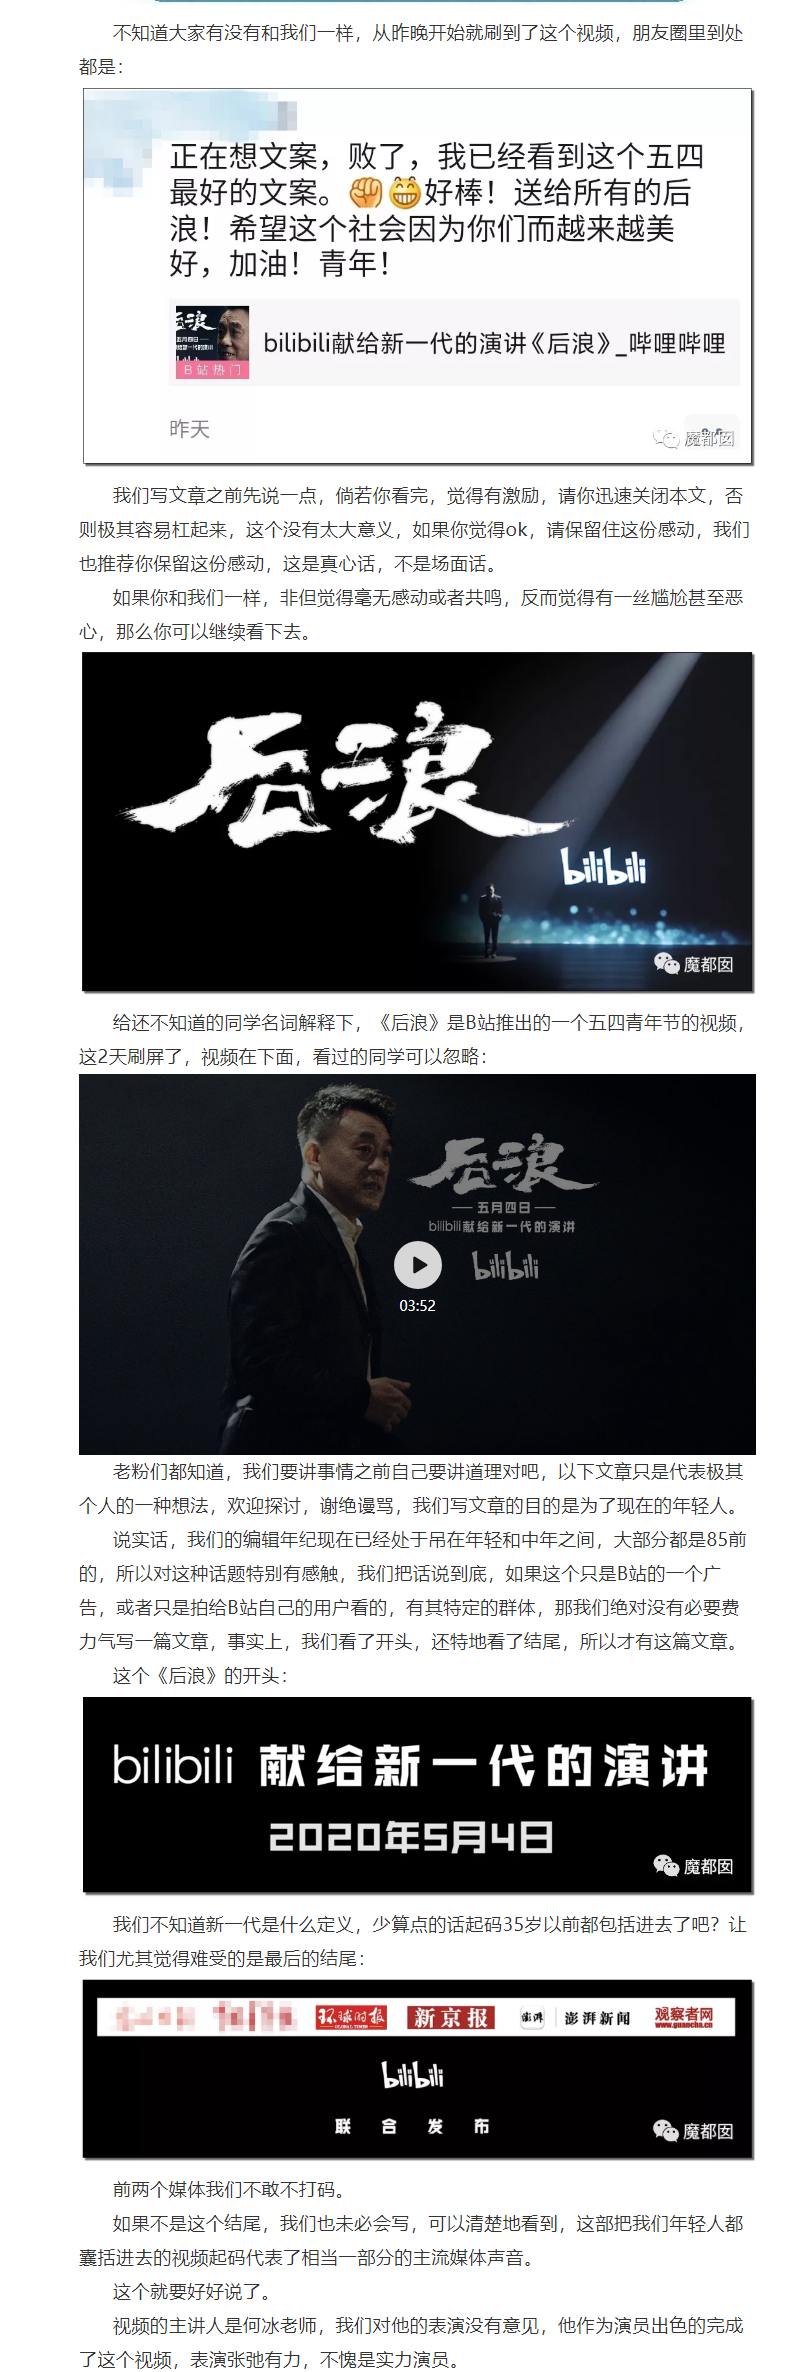 不知道大家有没有和我们一样，从昨晚开始就刷到了这个视频，朋友圈里到处
都是：
正在想文案，败了，我已经看到这个五四
最好的文案。✊😁好棒！送给所有的后
浪！希望这个社会因为你们而越来越美
好，加油！青年！
后浪
五月四日
B站热门
bilibili献给新一代的演讲《后浪》_哔哩哔哩
昨天
魔都囡
我们写文章之前先说一点，倘若你看完，觉得有激励，请你迅速关闭本文，否
则极其容易杠起来，这个没有太大意义，如果你觉得ok，请保留住这份感动，我们
也推荐你保留这份感动，这是真心话，不是场面话。
如果你和我们一样，非但觉得毫无感动或者共鸣，反而觉得有一丝尴尬甚至恶
心，那么你可以继续看下去。
后浪
bilibili
魔都囡
给还不知道的同学名词解释下，《后浪》是B站推出的一个五四青年节的视频，
这2天刷屏了，视频在下面，看过的同学可以忽略：
后浪
五月四日
bilibili献给新一代的演讲
bilibili
03:52
老粉们都知道，我们要讲事情之前自己要讲道理对吧，以下文章只是代表极其
个人的一种想法，欢迎探讨，谢绝谩骂，我们写文章的目的是为了现在的年轻人。
说实话，我们的编辑年纪现在已经处于吊在年轻和中年之间，大部分都是85前
的，所以对这种话题特别有感触，我们把话说到底，如果这个只是B站的一个广
告，或者只是拍给B站自己的用户看的，有其特定的群体，那我们绝对没有必要费
力气写一篇文章，事实上，我们看了开头，还特地看了结尾，所以才有这篇文章。
这个《后浪》的开头：
bilibili 献给新一代的演讲
2020年5月4日
魔都囡
我们不知道新一代是什么定义，少算点的话起码35岁以前都包括进去了吧？让
我们尤其觉得难受的是最后的结尾：
环球时报 GLOBAL TIMES 新京报 澎湃 澎湃新闻 观察者网 www.guancha.cn
bilibili
联合发布
魔都囡
前两个媒体我们不敢不打码。
如果不是这个结尾，我们也未必会写，可以清楚地看到，这部把我们年轻人都
囊括进去的视频起码代表了相当一部分的主流媒体声音。
这个就要好好说了。
视频的主讲人是何冰老师，我们对他的表演没有意见，他作为演员出色的完成
了这个视频，表演张弛有力，不愧是实力演员。